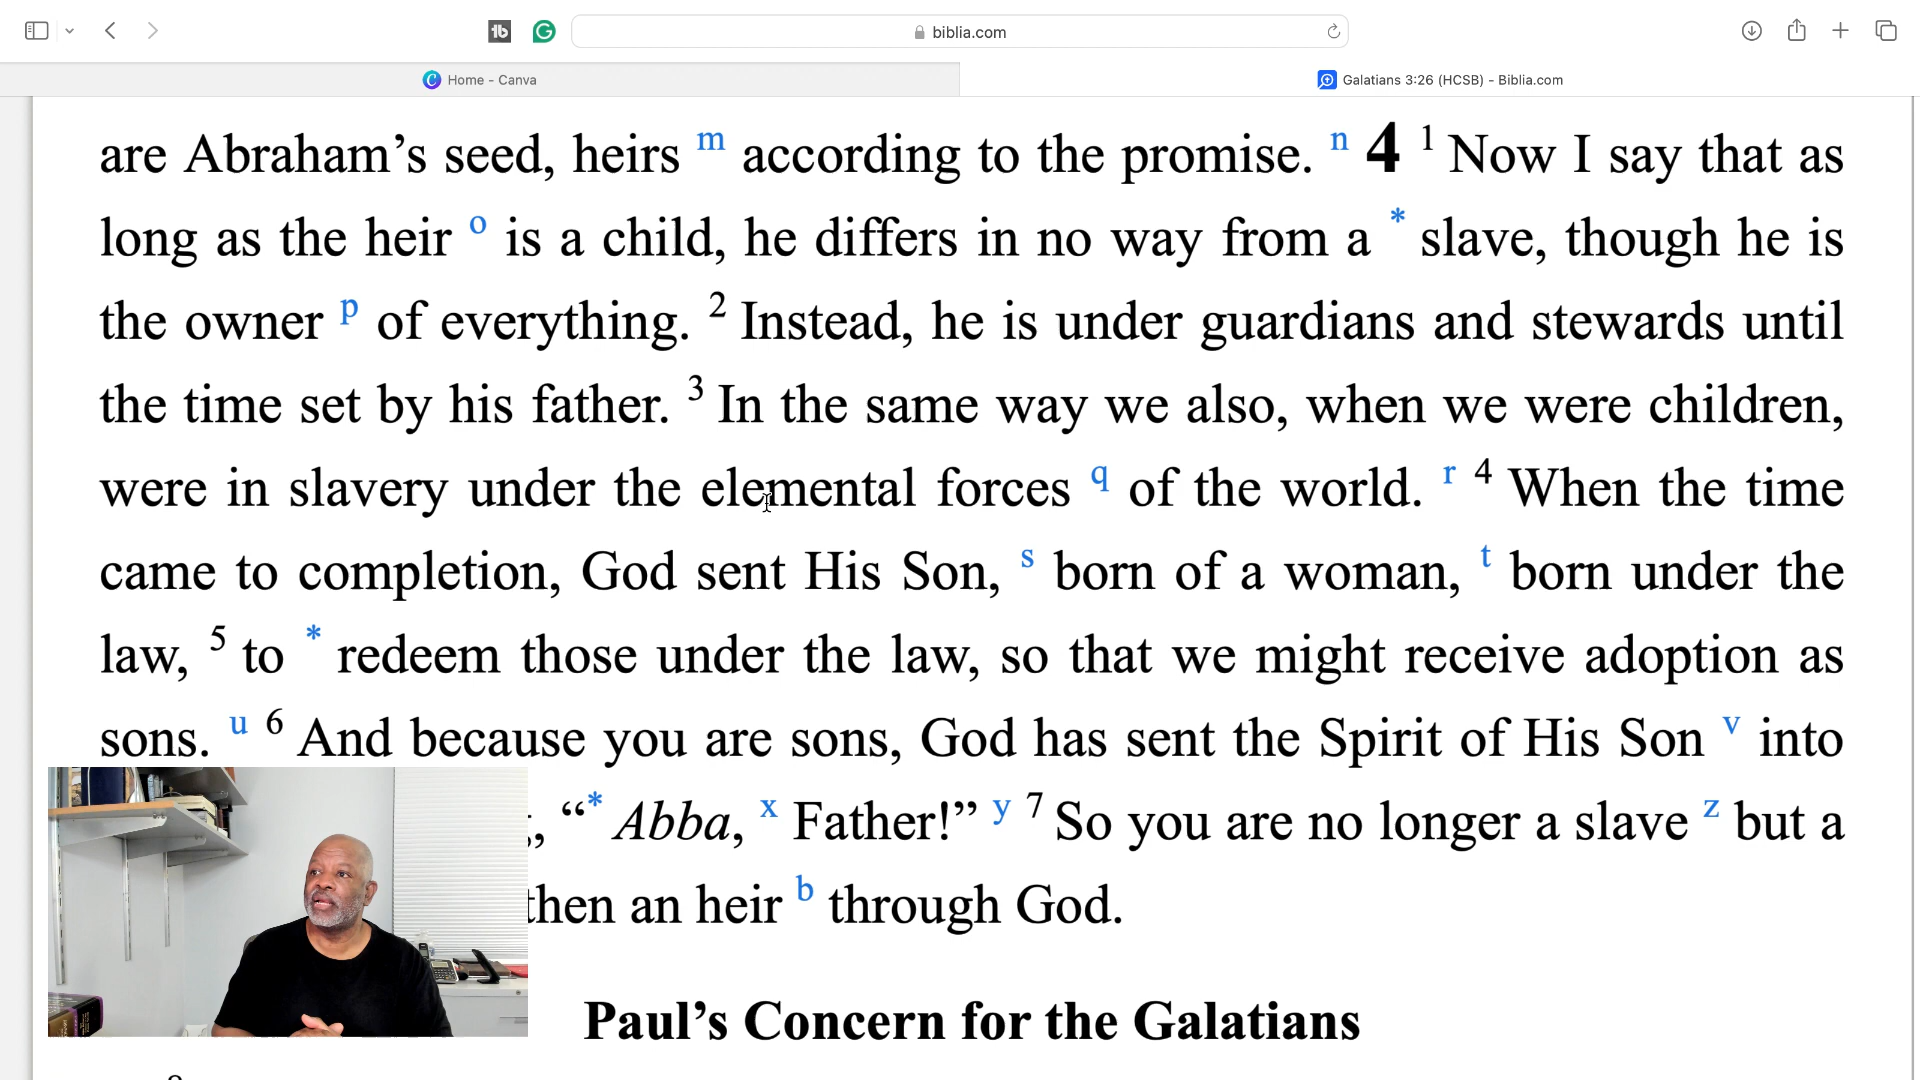 biblia.com
Home - Canva
Galatians 3:26 (HCSB) - Biblia.com
are Abraham’s seed, heirs m according to the promise. n 4 1 Now I say that as
long as the heir o is a child, he differs in no way from a * slave, though he is
the owner p of everything. 2 Instead, he is under guardians and stewards until
the time set by his father. 3 In the same way we also, when we were children,
were in slavery under the elemental forces q of the world. r 4 When the time
came to completion, God sent His Son, s born of a woman, t born under the
law, 5 to * redeem those under the law, so that we might receive adoption as
sons. u 6 And because you are sons, God has sent the Spirit of His Son v into
, “* Abba, x Father!” y 7 So you are no longer a slave z but a
then an heir b through God.
Paul’s Concern for the Galatians